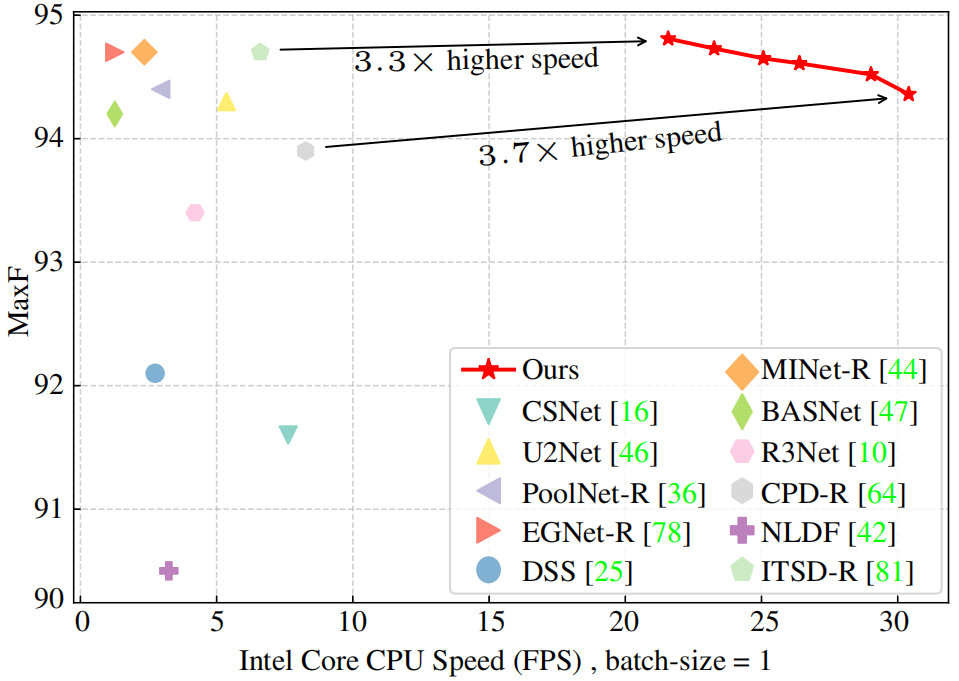 95
94
93
92
91
90
MaxF
3.3× higher speed
3.7× higher speed
Ours
CSNet [16]
U2Net [46]
PoolNet-R [36]
EGNet-R [78]
DSS [25]
MINet-R [44]
BASNet [47]
R3Net [10]
CPD-R [64]
NLDF [42]
ITSD-R [81]
0 5 10 15 20 25 30
Intel Core CPU Speed (FPS) , batch-size = 1